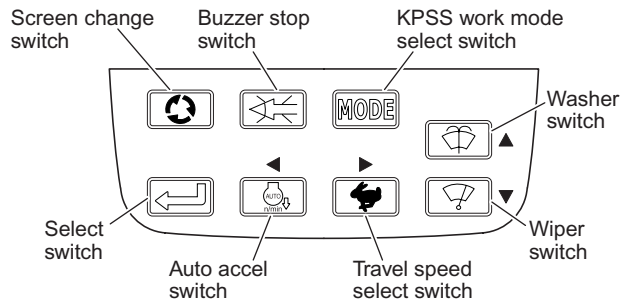 Screen change
switch
Buzzer stop
switch
KPSS work mode
select switch
MODE
Washer
switch
AUTO
n/min
Select
switch
Auto accel
switch
Travel speed
select switch
Wiper
switch